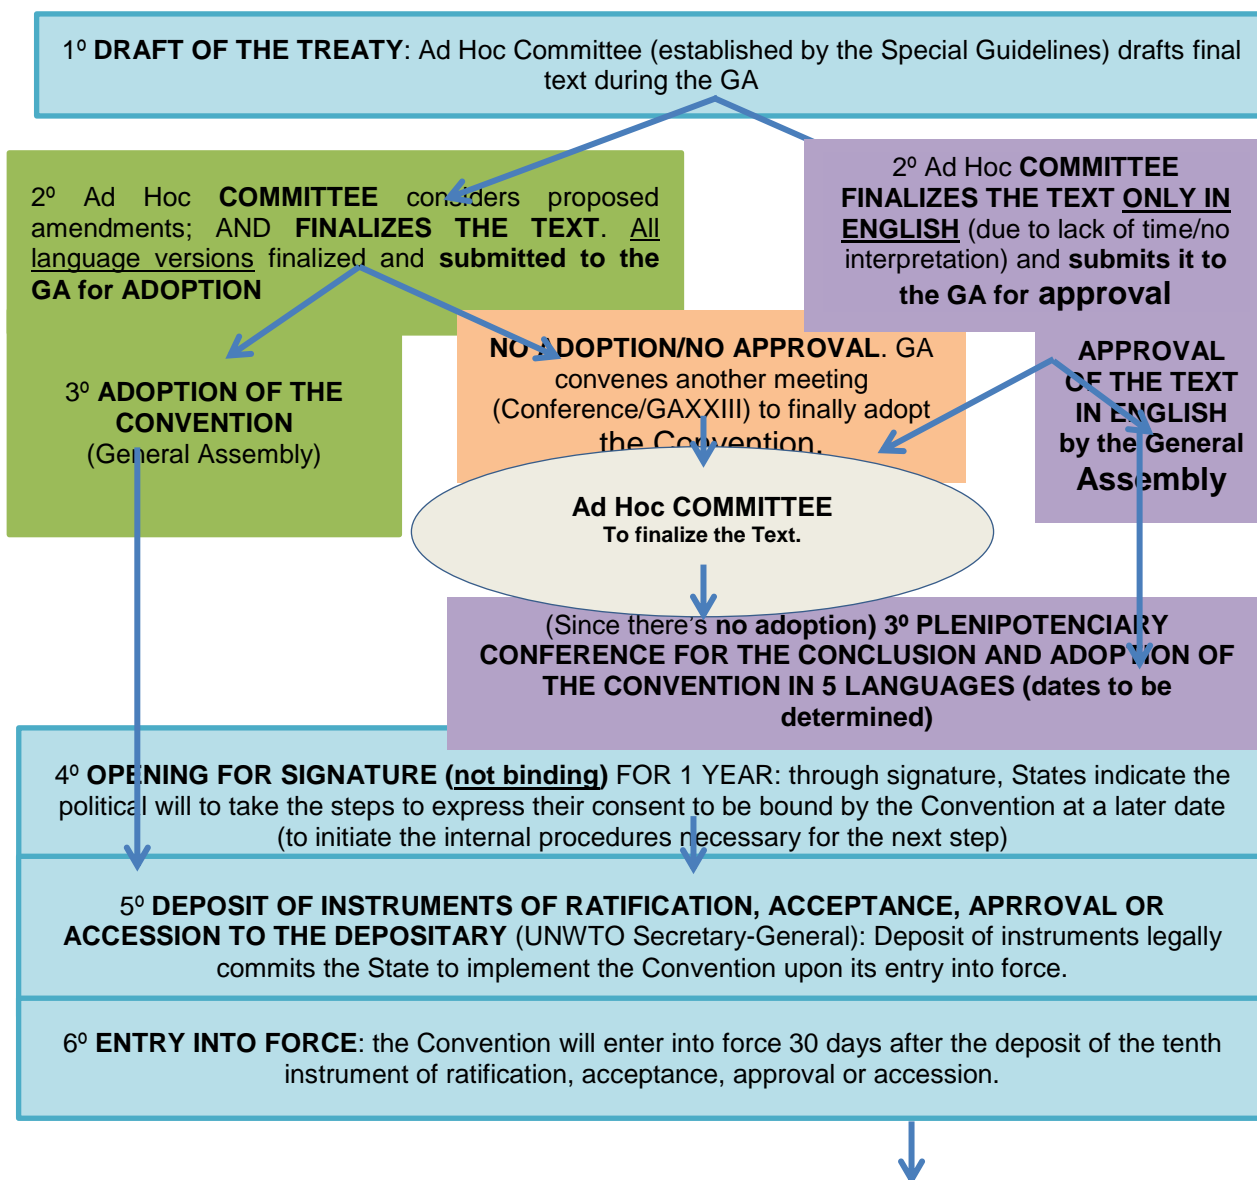 1º DRAFT OF THE TREATY: Ad Hoc Committee (established by the Special Guidelines) drafts final
text during the GA
2º Ad Hoc COMMITTEE considers proposed
amendments; AND FINALIZES THE TEXT. All
language versions finalized and submitted to the
GA for ADOPTION
2º Ad Hoc COMMITTEE
FINALIZES THE TEXT ONLY IN
ENGLISH (due to lack of time/no
interpretation) and submits it to
the GA for approval
3º ADOPTION OF THE
CONVENTION
(General Assembly)
NO ADOPTION/NO APPROVAL. GA
convenes another meeting
(Conference/GAXXIII) to finally adopt
the Convention.
APPROVAL
OF THE TEXT
IN ENGLISH
by the General
Assembly
Ad Hoc COMMITTEE
To finalize the Text.
(Since there's no adoption) 3º PLENIPOTENCIARY
CONFERENCE FOR THE CONCLUSION AND ADOPTION OF
THE CONVENTION IN 5 LANGUAGES (dates to be
determined)
4º OPENING FOR SIGNATURE (not binding) FOR 1 YEAR: through signature, States indicate the
political will to take the steps to express their consent to be bound by the Convention at a later date
(to initiate the internal procedures necessary for the next step)
5º DEPOSIT OF INSTRUMENTS OF RATIFICATION, ACCEPTANCE, APRROVAL OR
ACCESSION TO THE DEPOSITARY (UNWTO Secretary-General): Deposit of instruments legally
commits the State to implement the Convention upon its entry into force.
6º ENTRY INTO FORCE: the Convention will enter into force 30 days after the deposit of the tenth
instrument of ratification, acceptance, approval or accession.